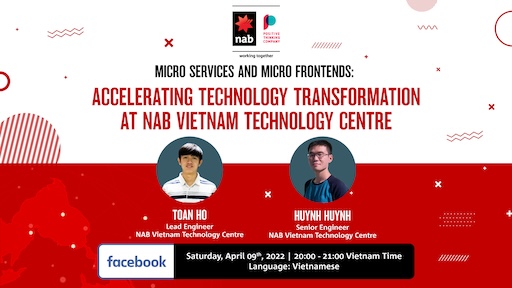 nab
POSITIVE
THINKING
COMPANY
working together
MICRO SERVICES AND MICRO FRONTENDS:
ACCELERATING TECHNOLOGY TRANSFORMATION
AT NAB VIETNAM TECHNOLOGY CENTRE
TOAN HO
Lead Engineer
NAB Vietnam Technology Centre
HUYNH HUYNH
Senior Engineer
NAB Vietnam Technology Centre
facebook
Saturday, April 09th, 2022 | 20:00 - 21:00 Vietnam Time
Language: Vietnamese